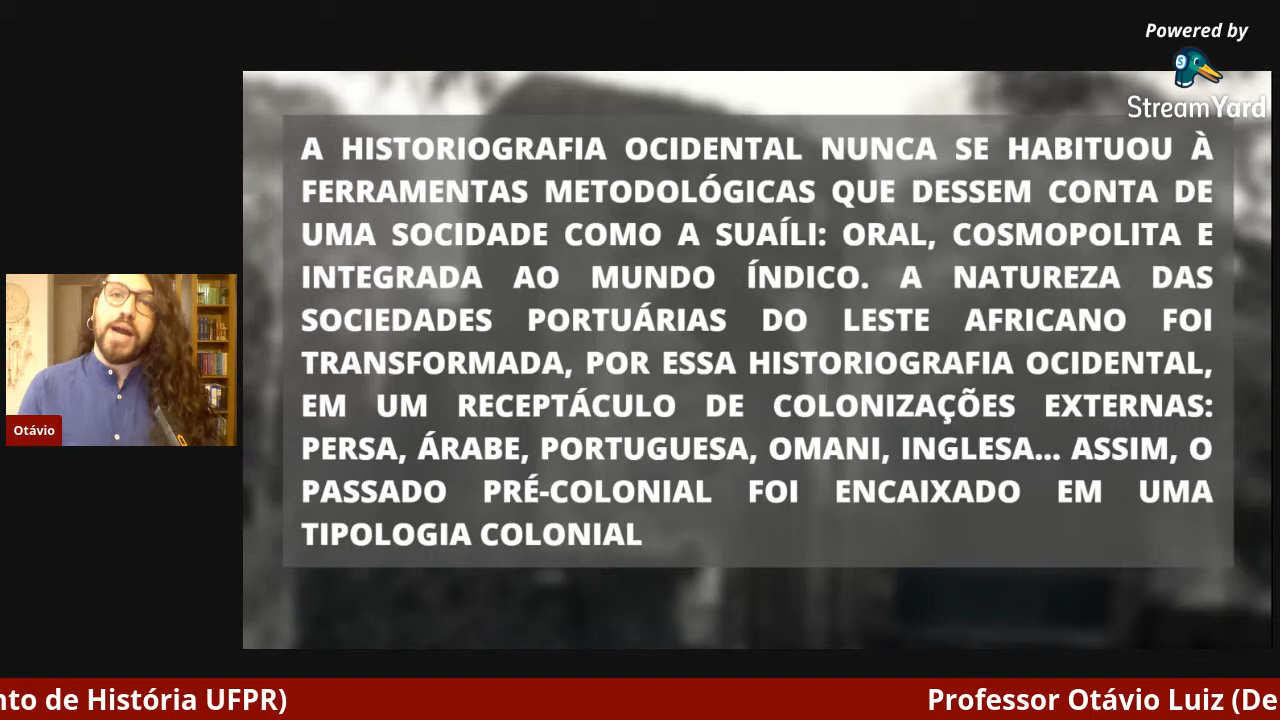 Powered by
StreamYard
A HISTORIOGRAFIA OCIDENTAL NUNCA SE HABITUOU À
FERRAMENTAS METODOLÓGICAS QUE DESSEM CONTA DE
UMA SOCIDADE COMO A SUAÍLI: ORAL, COSMOPOLITA E
INTEGRADA AO MUNDO ÍNDICO. A NATUREZA DAS
SOCIEDADES PORTUÁRIAS DO LESTE AFRICANO FOI
TRANSFORMADA, POR ESSA HISTORIOGRAFIA OCIDENTAL,
EM UM RECEPTÁCULO DE COLONIZAÇÕES EXTERNAS:
PERSA, ÁRABE, PORTUGUESA, OMANI, INGLESA... ASSIM, O
PASSADO PRÉ-COLONIAL FOI ENCAIXADO EM UMA
TIPOLOGIA COLONIAL
Otávio
nto de História UFPR)
Professor Otávio Luiz (De